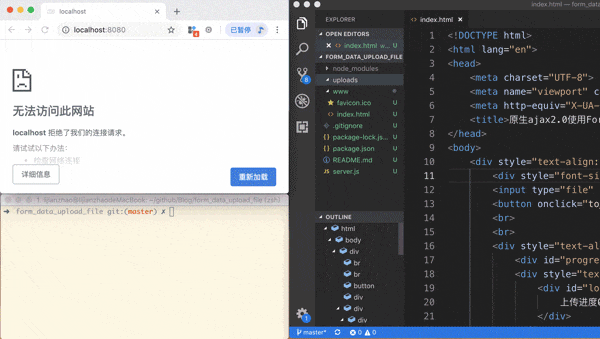 localhost
localhost:8080
4
已暂停
无法访问此网站
localhost 拒绝了我们的连接请求。
请试试以下办法：
检查网络连接
详细信息
重新加载
➜ form_data_upload_file git:(master) ✗
index.html — form_da
EXPLORER
OPEN EDITORS
index.html w... U
FORM_DATA_UPLOAD_FILE
node_modules
uploads
www
favicon.ico U
index.html U
.gitignore U
package-lock.js... U
package.json U
README.md U
server.js U
OUTLINE
html
body
div
br
br
button
div
div
div
master*
0 0
index.html
1 <!DOCTYPE html>
2 <html lang="en">
3 <head>
4 <meta charset="UTF-8">
5 <meta name="viewport" c
6 <meta http-equiv="X-UA-
7 <title>原生ajax2.0使用For
8 </head>
9 <body>
10 <div style="text-align:
11 <div style="font-si
12 <input type="file"
13 <button onclick="to
14 <br>
15 <br>
16 <div style="text-al
17 <div id="progre
18 <div style="tex
19 <div id="lo
20 上传进度0
21 </div>